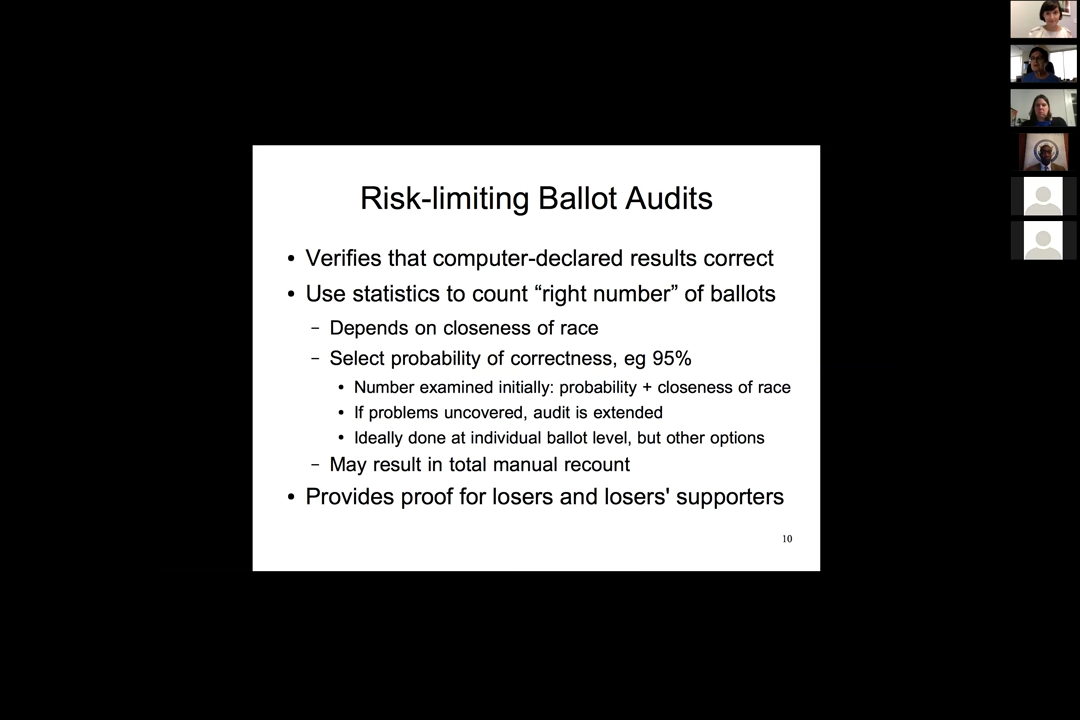 Risk-limiting Ballot Audits
• Verifies that computer-declared results correct
• Use statistics to count “right number” of ballots
– Depends on closeness of race
– Select probability of correctness, eg 95%
• Number examined initially: probability + closeness of race
• If problems uncovered, audit is extended
• Ideally done at individual ballot level, but other options
– May result in total manual recount
• Provides proof for losers and losers' supporters
10